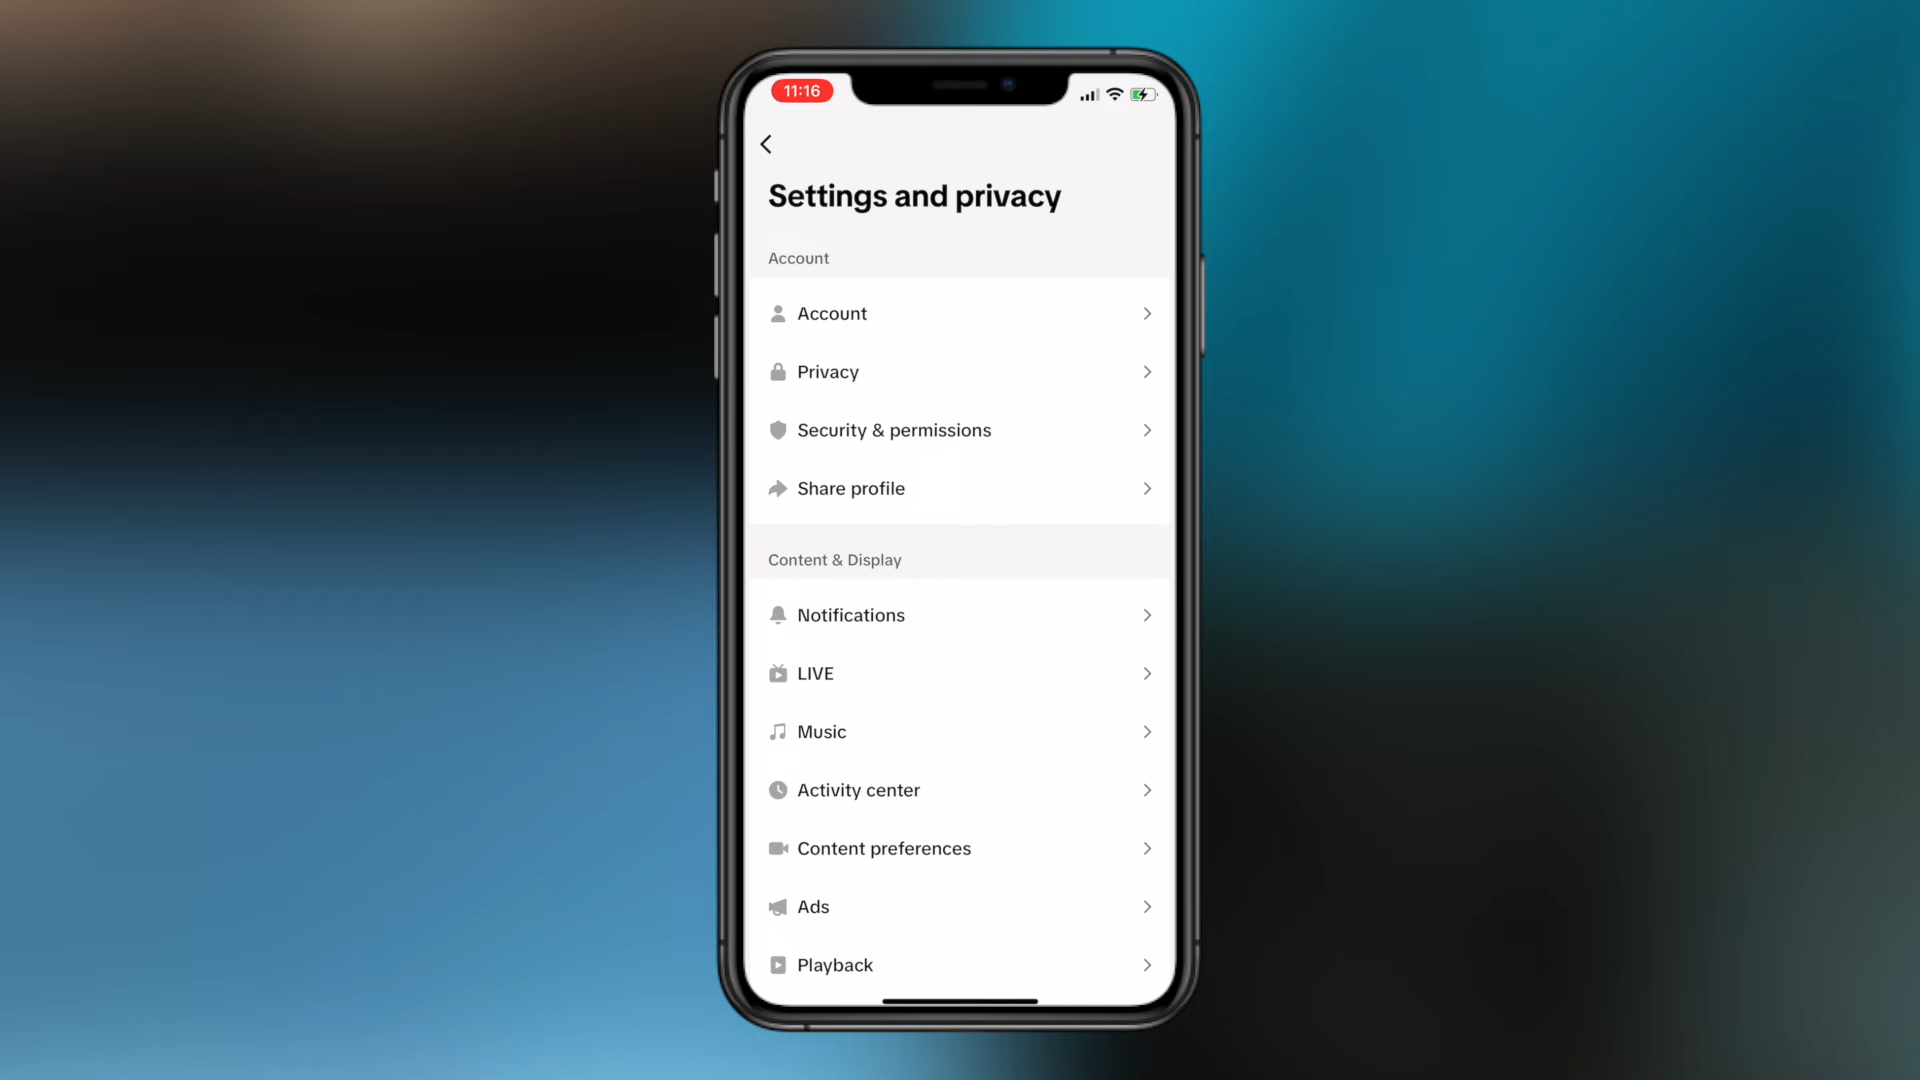 11:16
Settings and privacy
Account
Account
Privacy
Security & permissions
Share profile
Content & Display
Notifications
LIVE
Music
Activity center
Content preferences
Ads
Playback